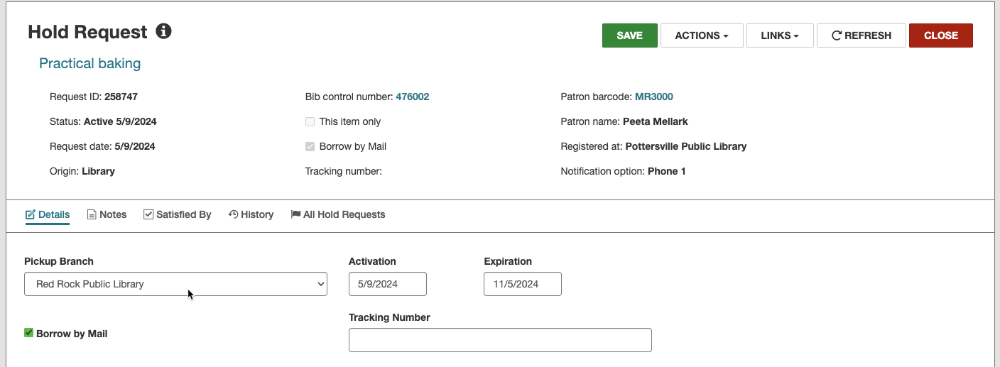 Hold Request
SAVE ACTIONS LINKS REFRESH CLOSE
Practical baking
Request ID: 258747 Bib control number: 476002 Patron barcode: MR3000
Status: Active 5/9/2024 This item only Patron name: Peeta Mellark
Request date: 5/9/2024 Borrow by Mail Registered at: Pottersville Public Library
Origin: Library Tracking number: Notification option: Phone 1
Details Notes Satisfied By History All Hold Requests
Pickup Branch Activation Expiration
Red Rock Public Library 5/9/2024 11/5/2024
Tracking Number
Borrow by Mail